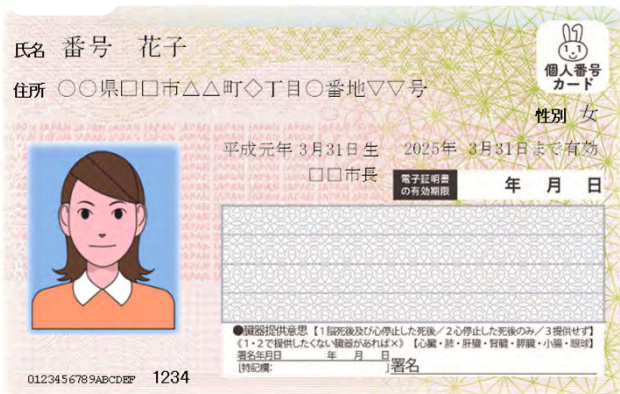 氏名 番号 花子
個人番号
カード
住所 ○○県□□市△△町◇丁目○番地▽▽号
性別 女
平成元年 3月31日生 2025年 3月31日まで有効
□□市長
電子証明書
の有効期限 年 月 日
●臓器提供意思【1脳死後及び心停止した死後/2心停止した死後のみ/3提供せず】
《1・2で提供したくない臓器があれば×》【心臓・肺・肝臓・腎臓・膵臓・小腸・眼球】
署名年月日 年 月 日
[特記欄: ]署名
0123456789ABCDEF 1234